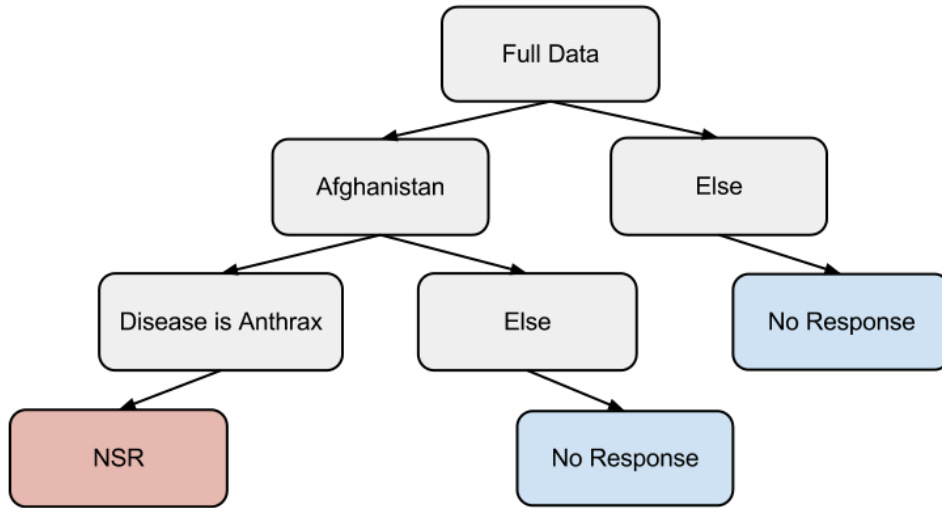 Full Data
Afghanistan
Else
Disease is Anthrax
Else
No Response
NSR
No Response